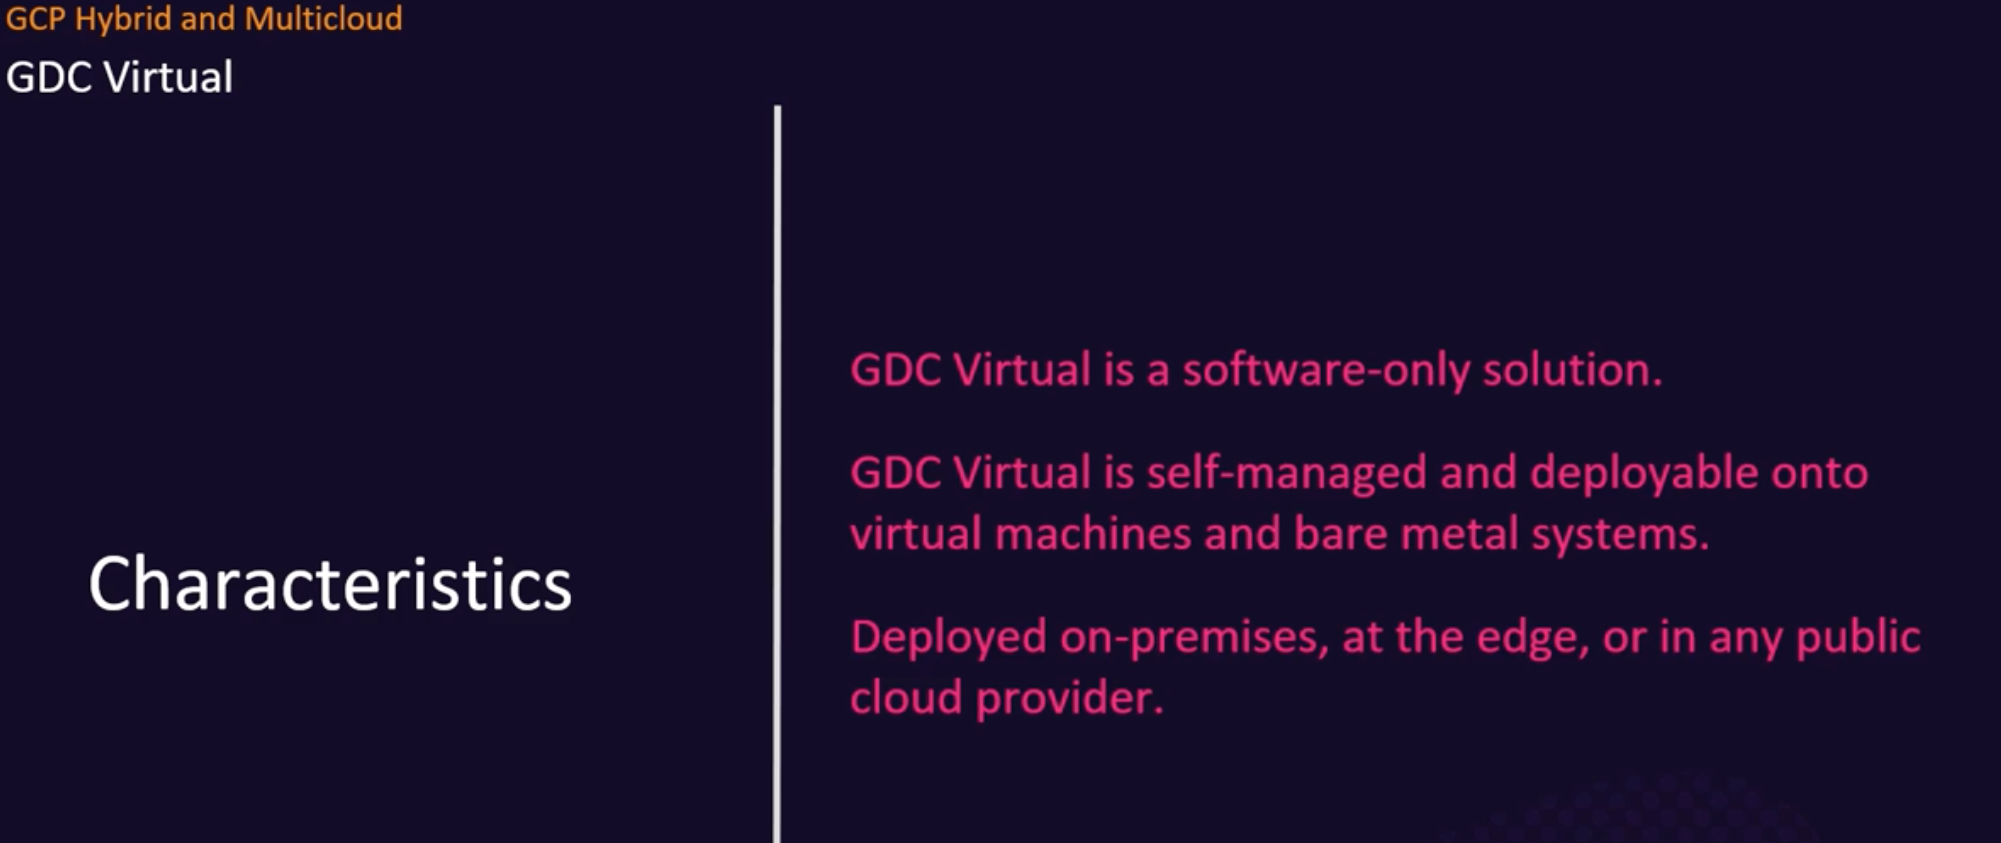 GCP Hybrid and Multicloud
GDC Virtual
Characteristics
GDC Virtual is a software-only solution.
GDC Virtual is self-managed and deployable onto
virtual machines and bare metal systems.
Deployed on-premises, at the edge, or in any public
cloud provider.